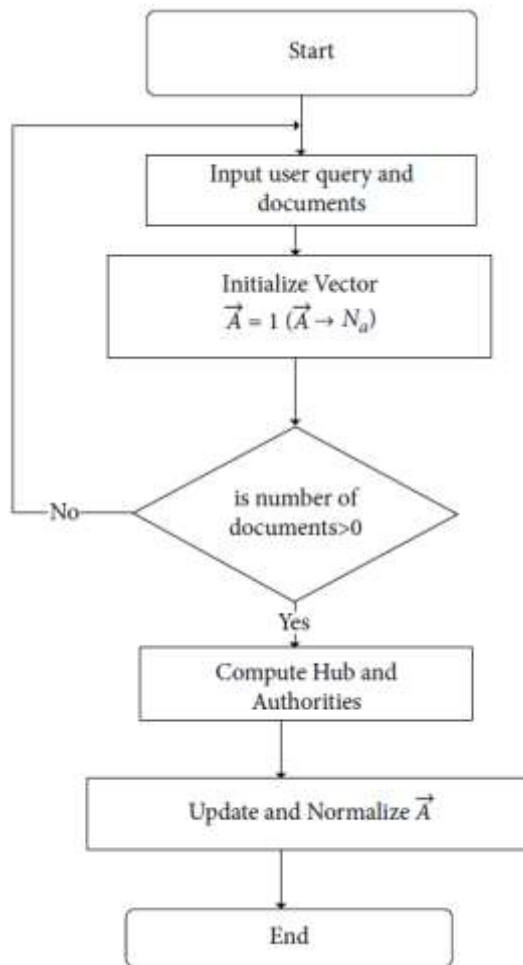 Start
Input user query and
documents
Initialize Vector
A⃗ = 1 (A⃗ → Nₐ)
is number of
documents>0
No
Yes
Compute Hub and
Authorities
Update and Normalize A⃗
End